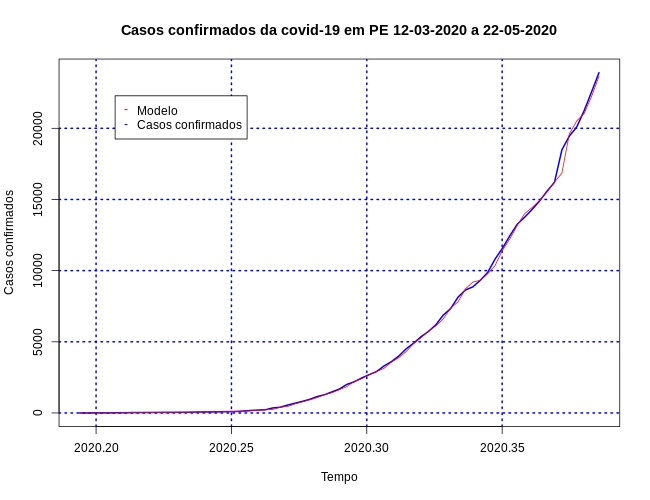 Casos confirmados da covid-19 em PE 12-03-2020 a 22-05-2020
Modelo
Casos confirmados
Casos confirmados
20000
15000
10000
5000
0
2020.20 2020.25 2020.30 2020.35
Tempo